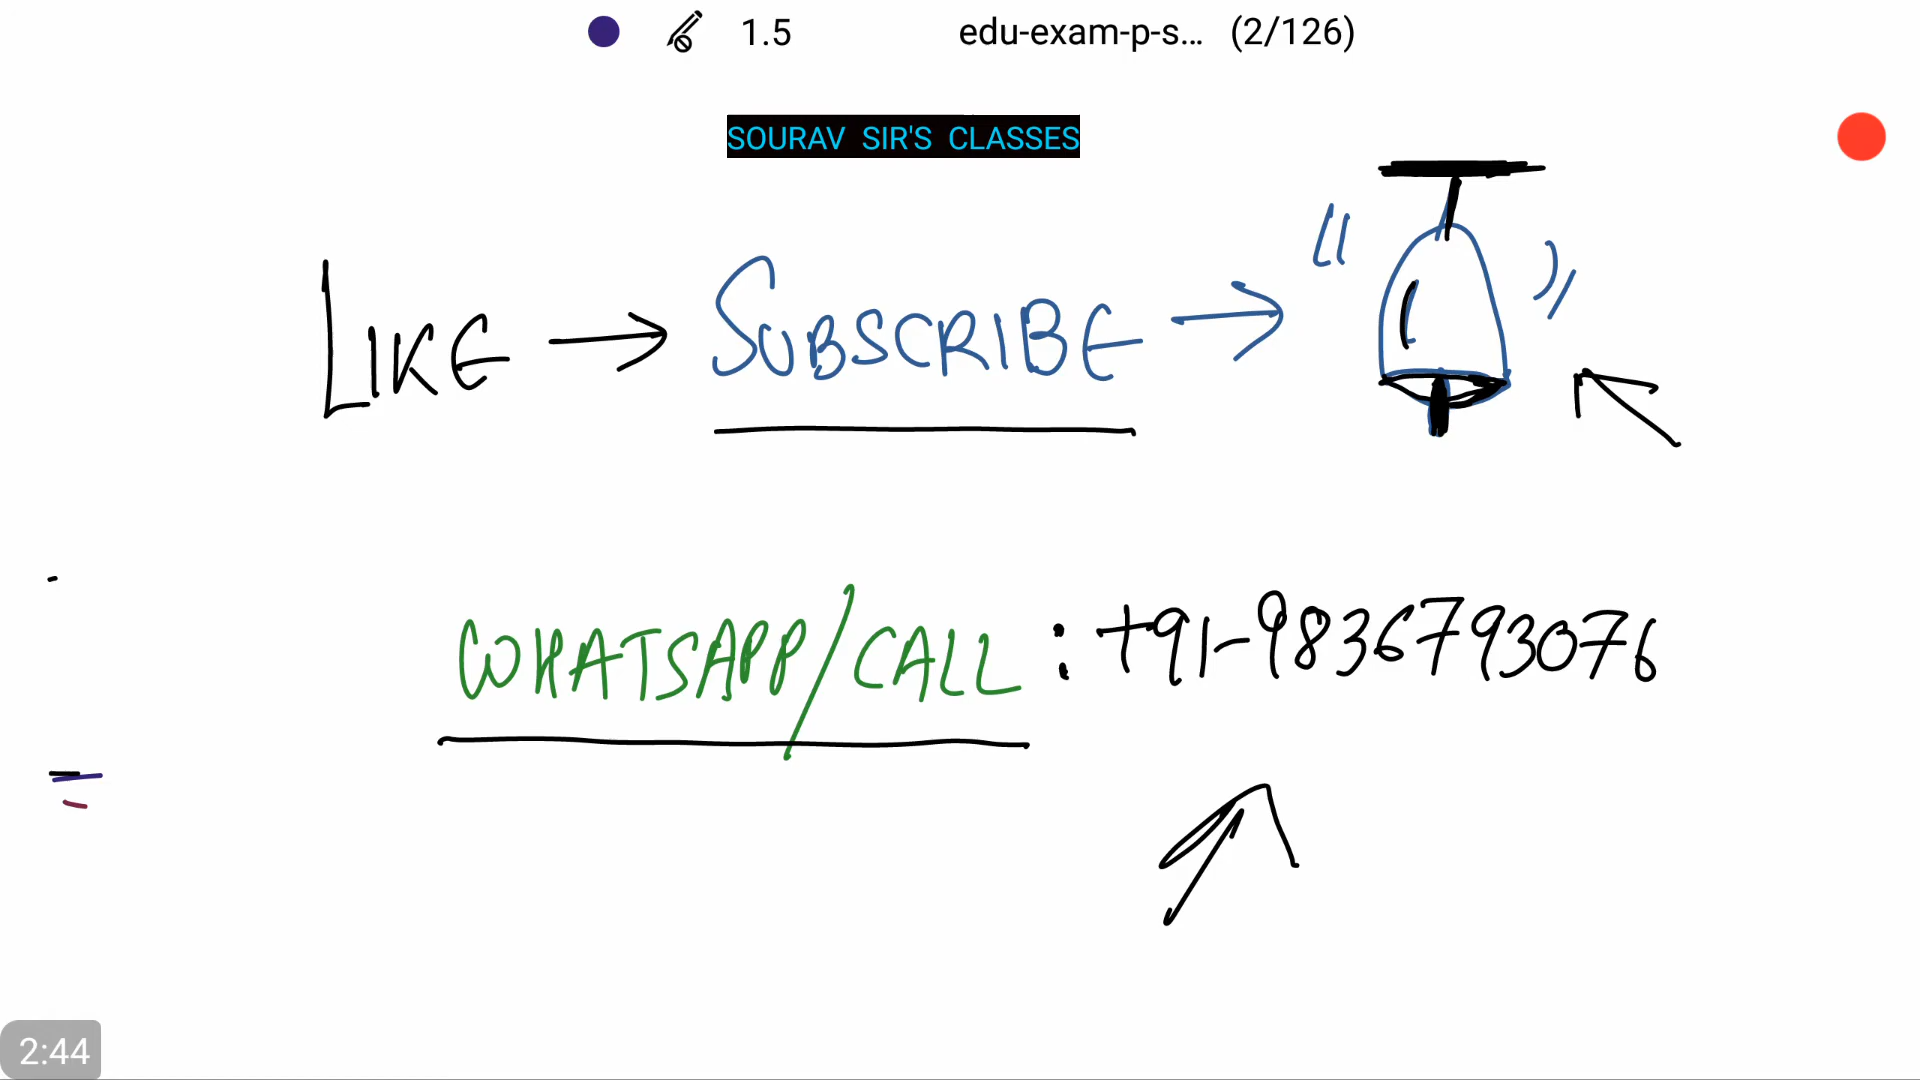 1.5 edu-exam-p-s... (2/126)
SOURAV SIR'S CLASSES
LIKE → SUBSCRIBE →
WHATSAPP/CALL : +91-9836793076
2:44